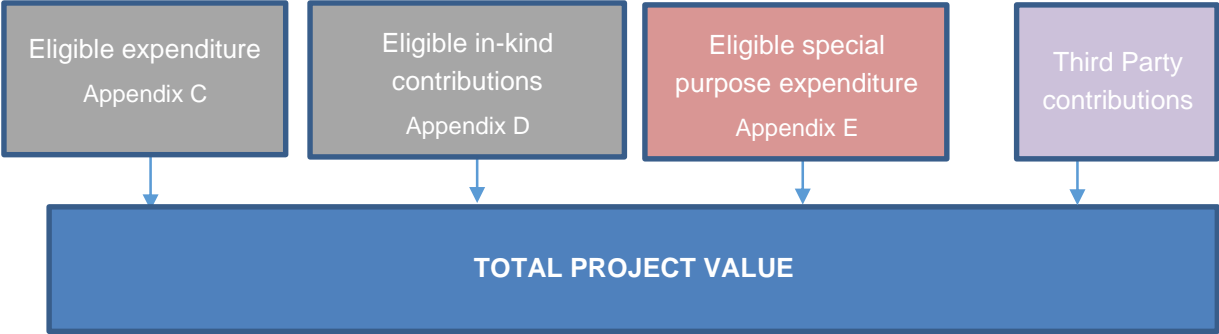 Eligible expenditure
Appendix C
Eligible in-kind
contributions
Appendix D
Eligible special
purpose expenditure
Appendix E
Third Party
contributions
TOTAL PROJECT VALUE